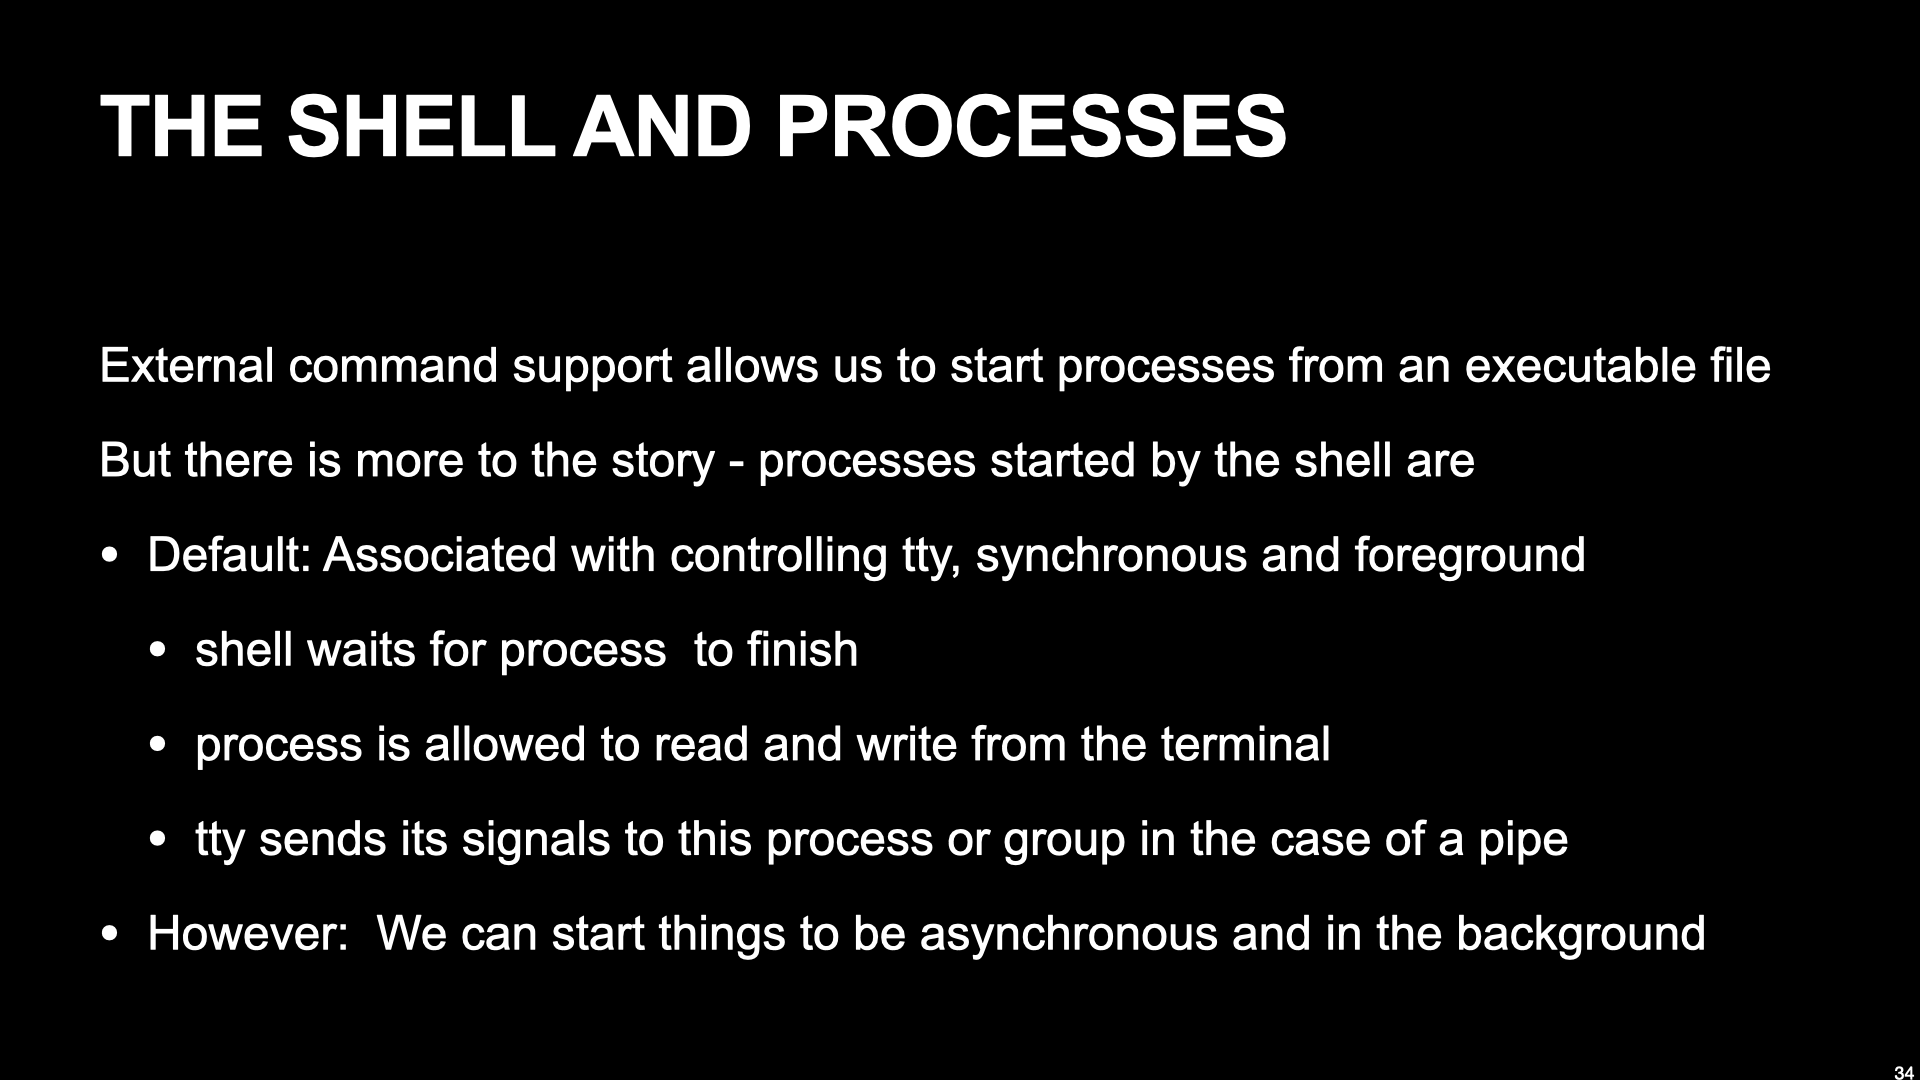 THE SHELL AND PROCESSES
External command support allows us to start processes from an executable file
But there is more to the story - processes started by the shell are
• Default: Associated with controlling tty, synchronous and foreground
• shell waits for process  to finish
• process is allowed to read and write from the terminal
• tty sends its signals to this process or group in the case of a pipe
• However:  We can start things to be asynchronous and in the background
34